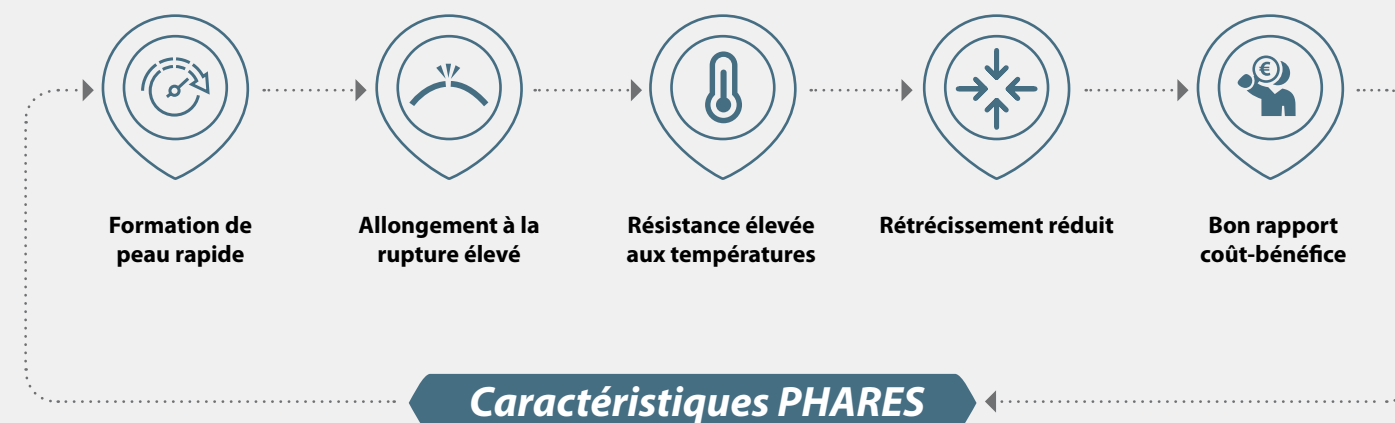 €
Formation de
peau rapide
Allongement à la
rupture élevé
Résistance élevée
aux températures
Rétrécissement réduit
Bon rapport
coût-bénéfice
Caractéristiques PHARES